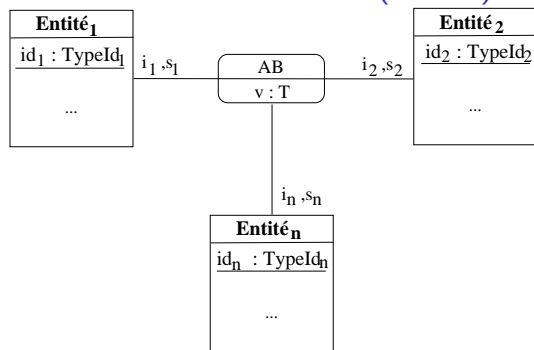 Entité1
id1 : TypeId1
...
i1 ,s1
AB
v : T
i2 ,s2
Entité2
id2 : TypeId2
...
in ,sn
Entitén
idn : TypeIdn
...